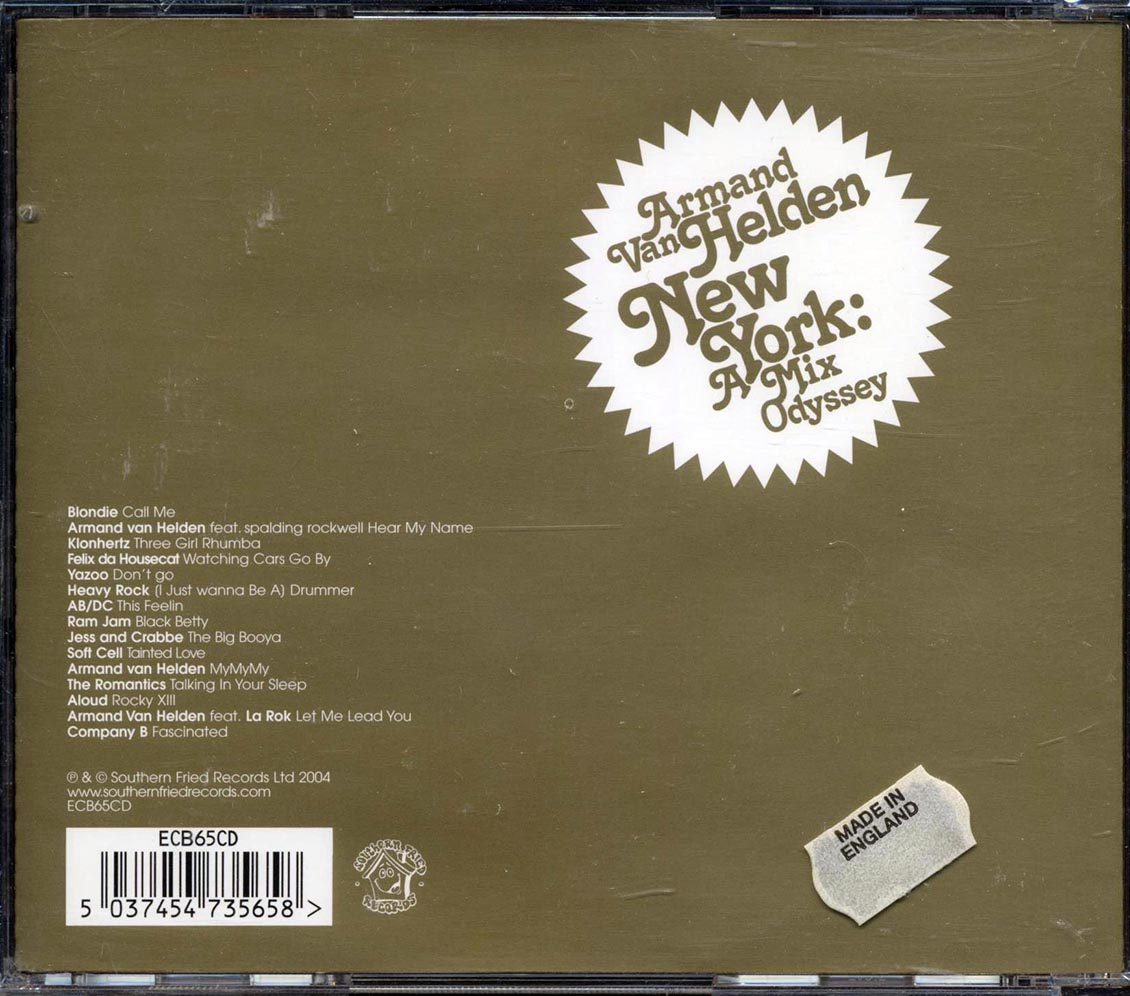 Armand
Van Helden
New
York:
A Mix
Odyssey
Blondie Call Me
Armand van Helden feat. spalding rockwell Hear My Name
Klonhertz Three Girl Rhumba
Felix da Housecat Watching Cars Go By
Yazoo Don't go
Heavy Rock (I Just wanna Be A) Drummer
AB/DC This Feelin
Ram Jam Black Betty
Jess and Crabbe The Big Booya
Soft Cell Tainted Love
Armand van Helden MyMyMy
The Romantics Talking In Your Sleep
Aloud Rocky XIII
Armand Van Helden feat. La Rok Let Me Lead You
Company B Fascinated
℗ & © Southern Fried Records Ltd 2004
www.southernfriedrecords.com
ECB65CD
ECB65CD
5 037454 735658 >
SOUTHERN FRIED
RECORDS
MADE IN
ENGLAND